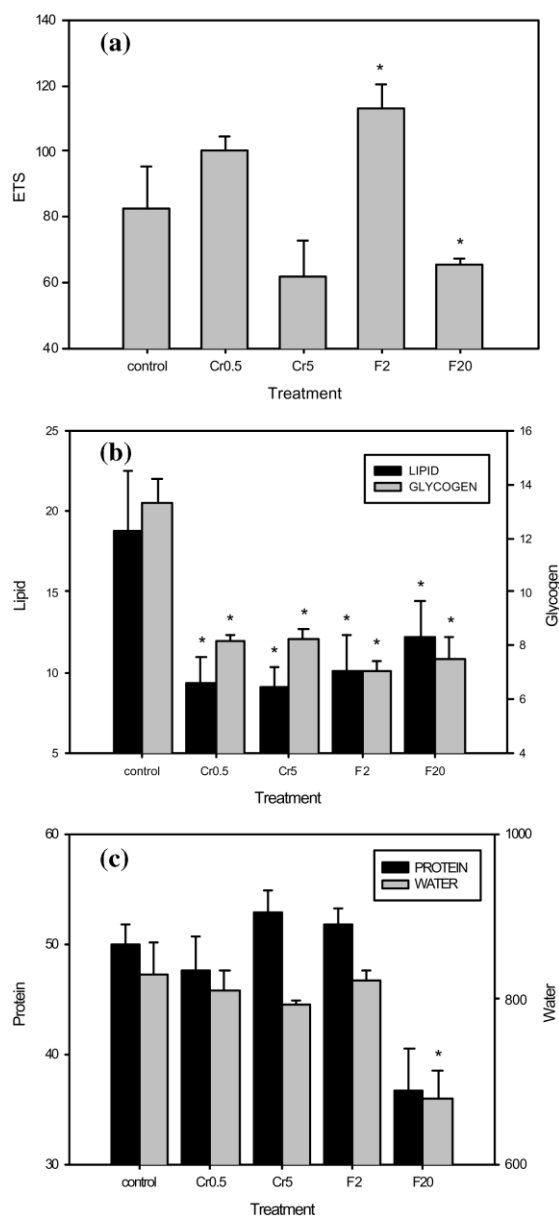 (a)
140
120
100
80
60
40
ETS
*
*
control Cr0.5 Cr5 F2 F20
Treatment
(b)
25
20
15
10
5
Lipid
16
14
12
10
8
6
4
Glycogen
LIPID
GLYCOGEN
* * * * * * * *
control Cr0.5 Cr5 F2 F20
Treatment
(c)
60
50
40
30
Protein
1000
800
600
Water
PROTEIN
WATER
*
control Cr0.5 Cr5 F2 F20
Treatment